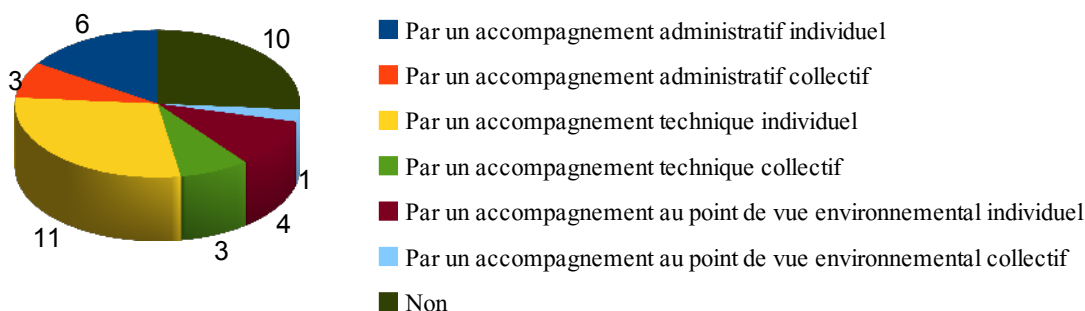 6
10
3
11
3
4
1
Par un accompagnement administratif individuel
Par un accompagnement administratif collectif
Par un accompagnement technique individuel
Par un accompagnement technique collectif
Par un accompagnement au point de vue environnemental individuel
Par un accompagnement au point de vue environnemental collectif
Non